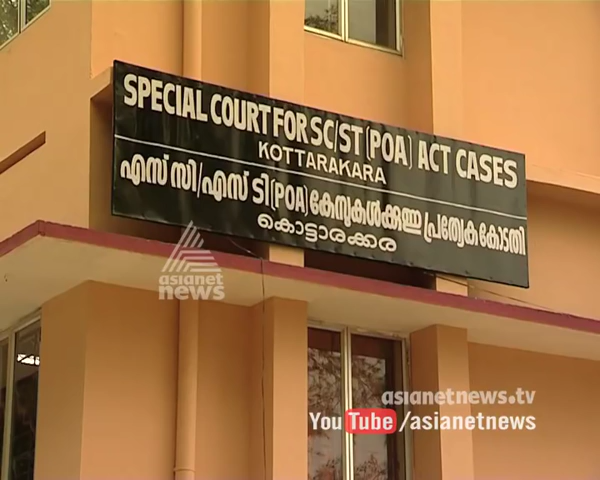 SPECIAL COURT FOR SC/ST (POA) ACT CASES
KOTTARAKARA
എസ് സി/എസ് ടി (POA) കേസുകൾക്കുള്ള പ്രത്യേക കോടതി
കൊട്ടാരക്കര
asianet
news
asianetnews.tv
YouTube /asianetnews